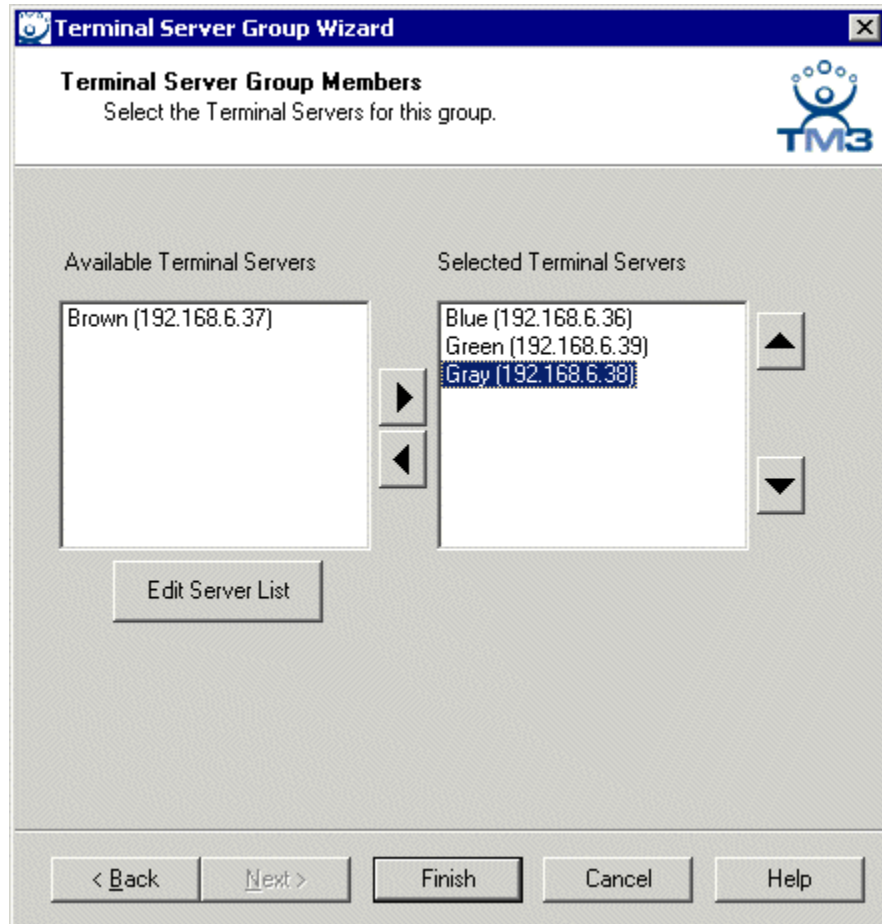 Terminal Server Group Wizard
Terminal Server Group Members
Select the Terminal Servers for this group.
TM3
Available Terminal Servers
Selected Terminal Servers
Brown (192.168.6.37)
Blue (192.168.6.36)
Green (192.168.6.39)
Gray (192.168.6.38)
Edit Server List
< Back
Next >
Finish
Cancel
Help